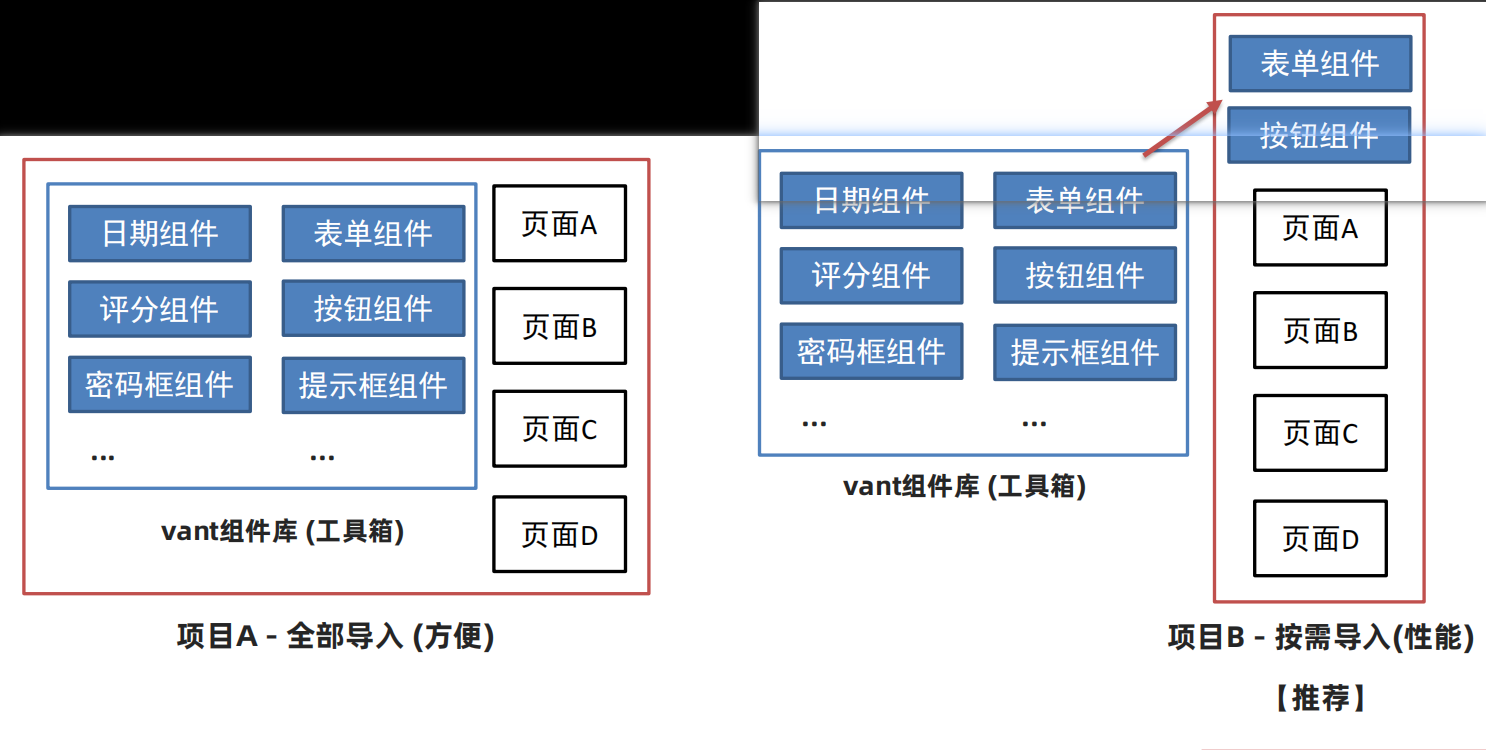 日期组件
表单组件
评分组件
按钮组件
密码框组件
提示框组件
...
...
vant组件库 (工具箱)
页面A
页面B
页面C
页面D
项目A - 全部导入 (方便)
日期组件
表单组件
评分组件
按钮组件
密码框组件
提示框组件
...
...
vant组件库 (工具箱)
表单组件
按钮组件
页面A
页面B
页面C
页面D
项目B - 按需导入(性能)
【推荐】